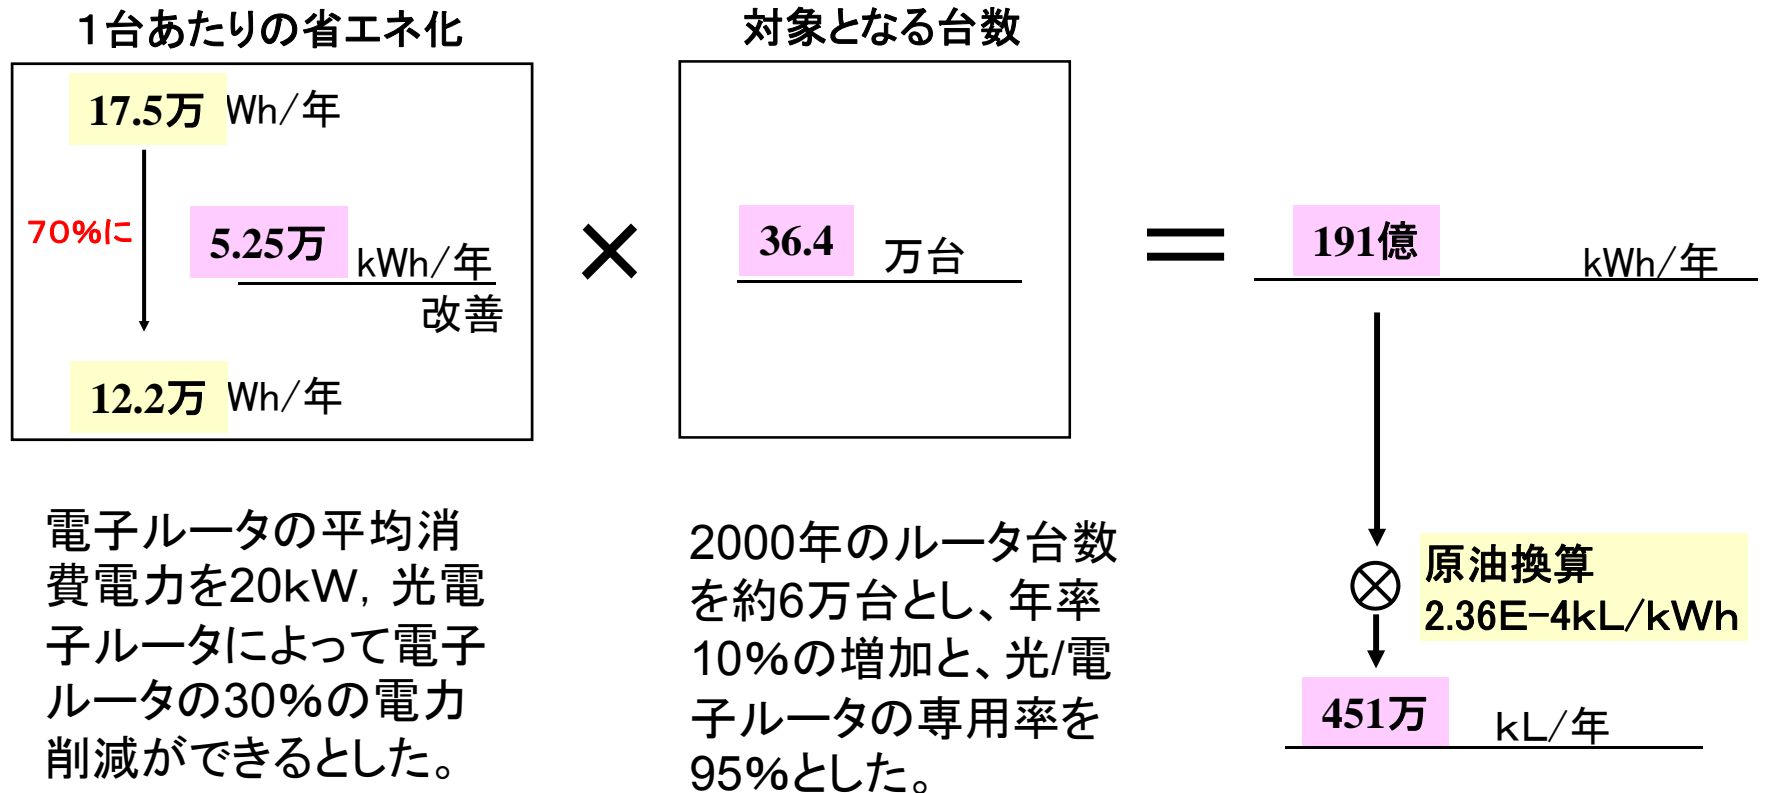 １台あたりの省エネ化
17.5万 Wh/年
70%に
5.25万 kWh/年
改善
12.2万 Wh/年
電子ルータの平均消
費電力を20kW, 光電
子ルータによって電子
ルータの30%の電力
削減ができるとした。
×
対象となる台数
36.4 万台
2000年のルータ台数
を約6万台とし、年率
10%の増加と、光/電
子ルータの専用率を
95%とした。
=
191億 kWh/年
原油換算
2.36E-4kL/kWh
451万 kL/年